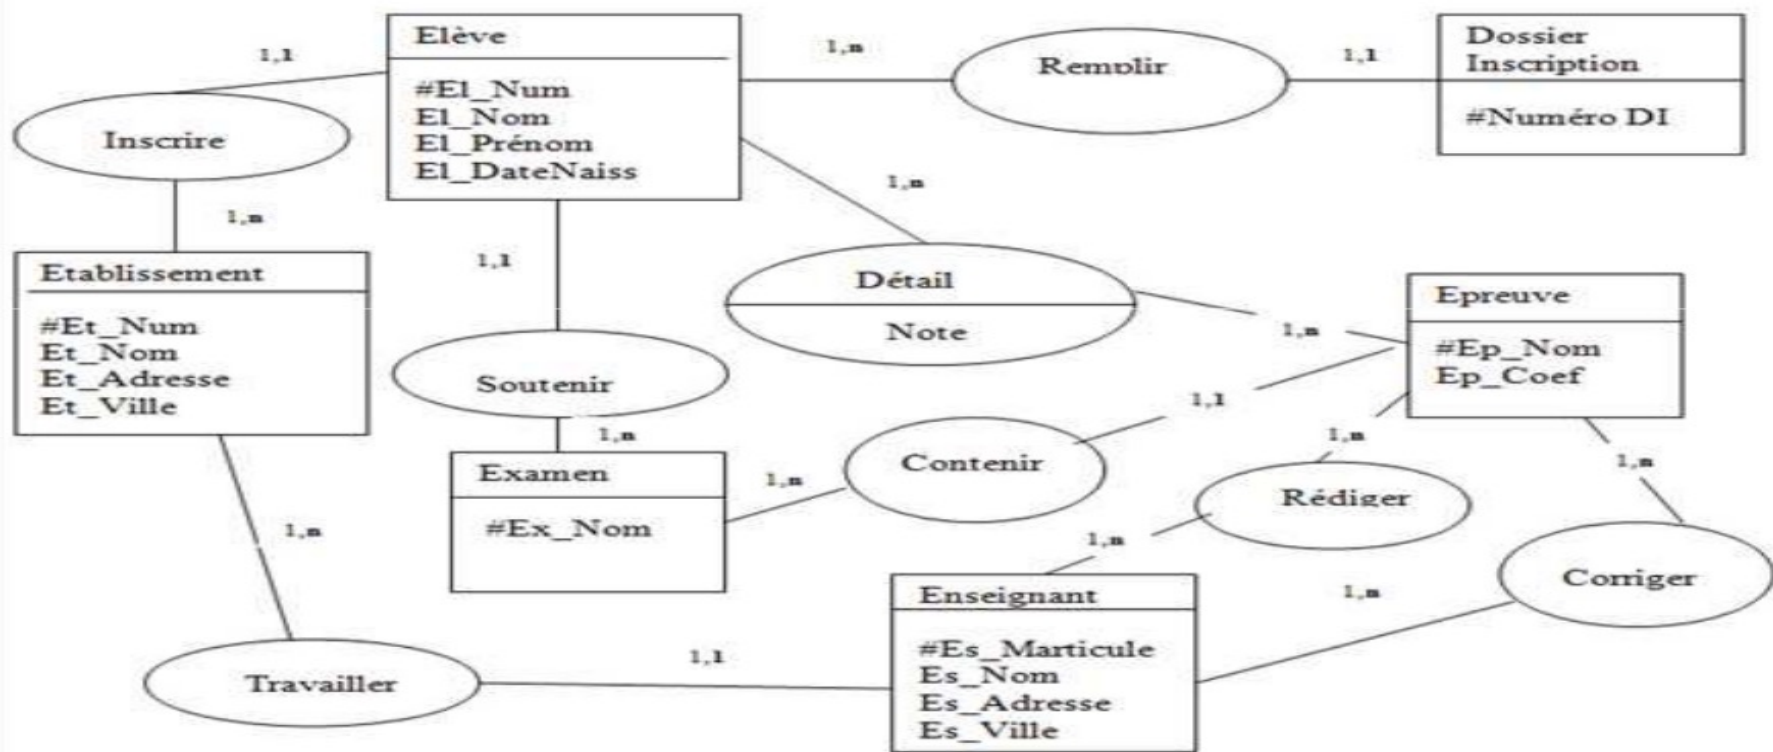 Elève
#El_Num
El_Nom
El_Prénom
El_DateNaiss
1,1
1,n
Remplir
1,1
Dossier
Inscription
#Numéro DI
Inscrire
1,n
Etablissement
#Et_Num
Et_Nom
Et_Adresse
Et_Ville
1,1
Soutenir
1,n
1,n
Détail
Note
1,n
Epreuve
#Ep_Nom
Ep_Coef
1,1
Contenir
1,n
Examen
#Ex_Nom
1,n
Rédiger
1,n
1,n
Corriger
1,n
Enseignant
#Es_Marticule
Es_Nom
Es_Adresse
Es_Ville
1,n
Travailler
1,1